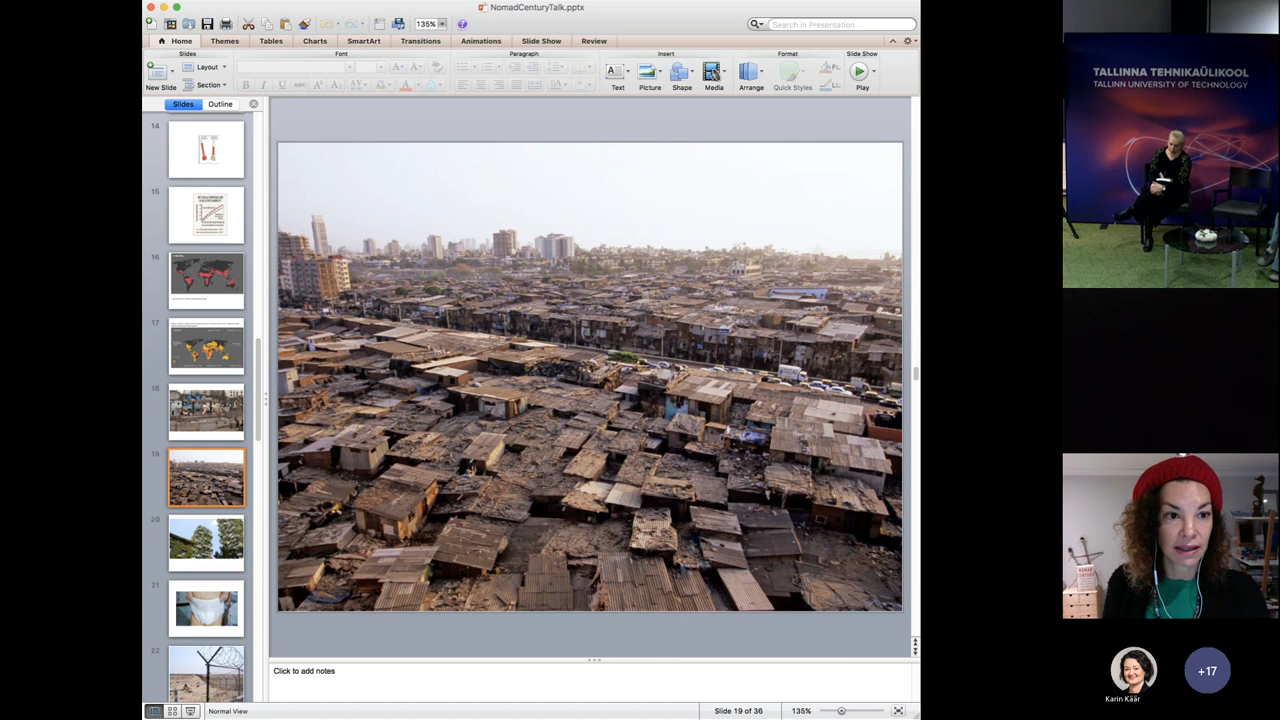 NomadCenturyTalk.pptx
135%
Search in Presentation
Home Themes Tables Charts SmartArt Transitions Animations Slide Show Review
Slides Font Paragraph Insert Format Slide Show
Layout
Section
New Slide
Text Picture Shape Media Arrange Quick Styles Play
Slides Outline
14
15
16
17
18
19
20
21
22
Click to add notes
Normal View
Slide 19 of 36
135%
TALLINNA TEHNIKAÜLIKOOL
TALLINN UNIVERSITY OF TECHNOLOGY
NOMAD
CENTURY
Karin Käär
+17